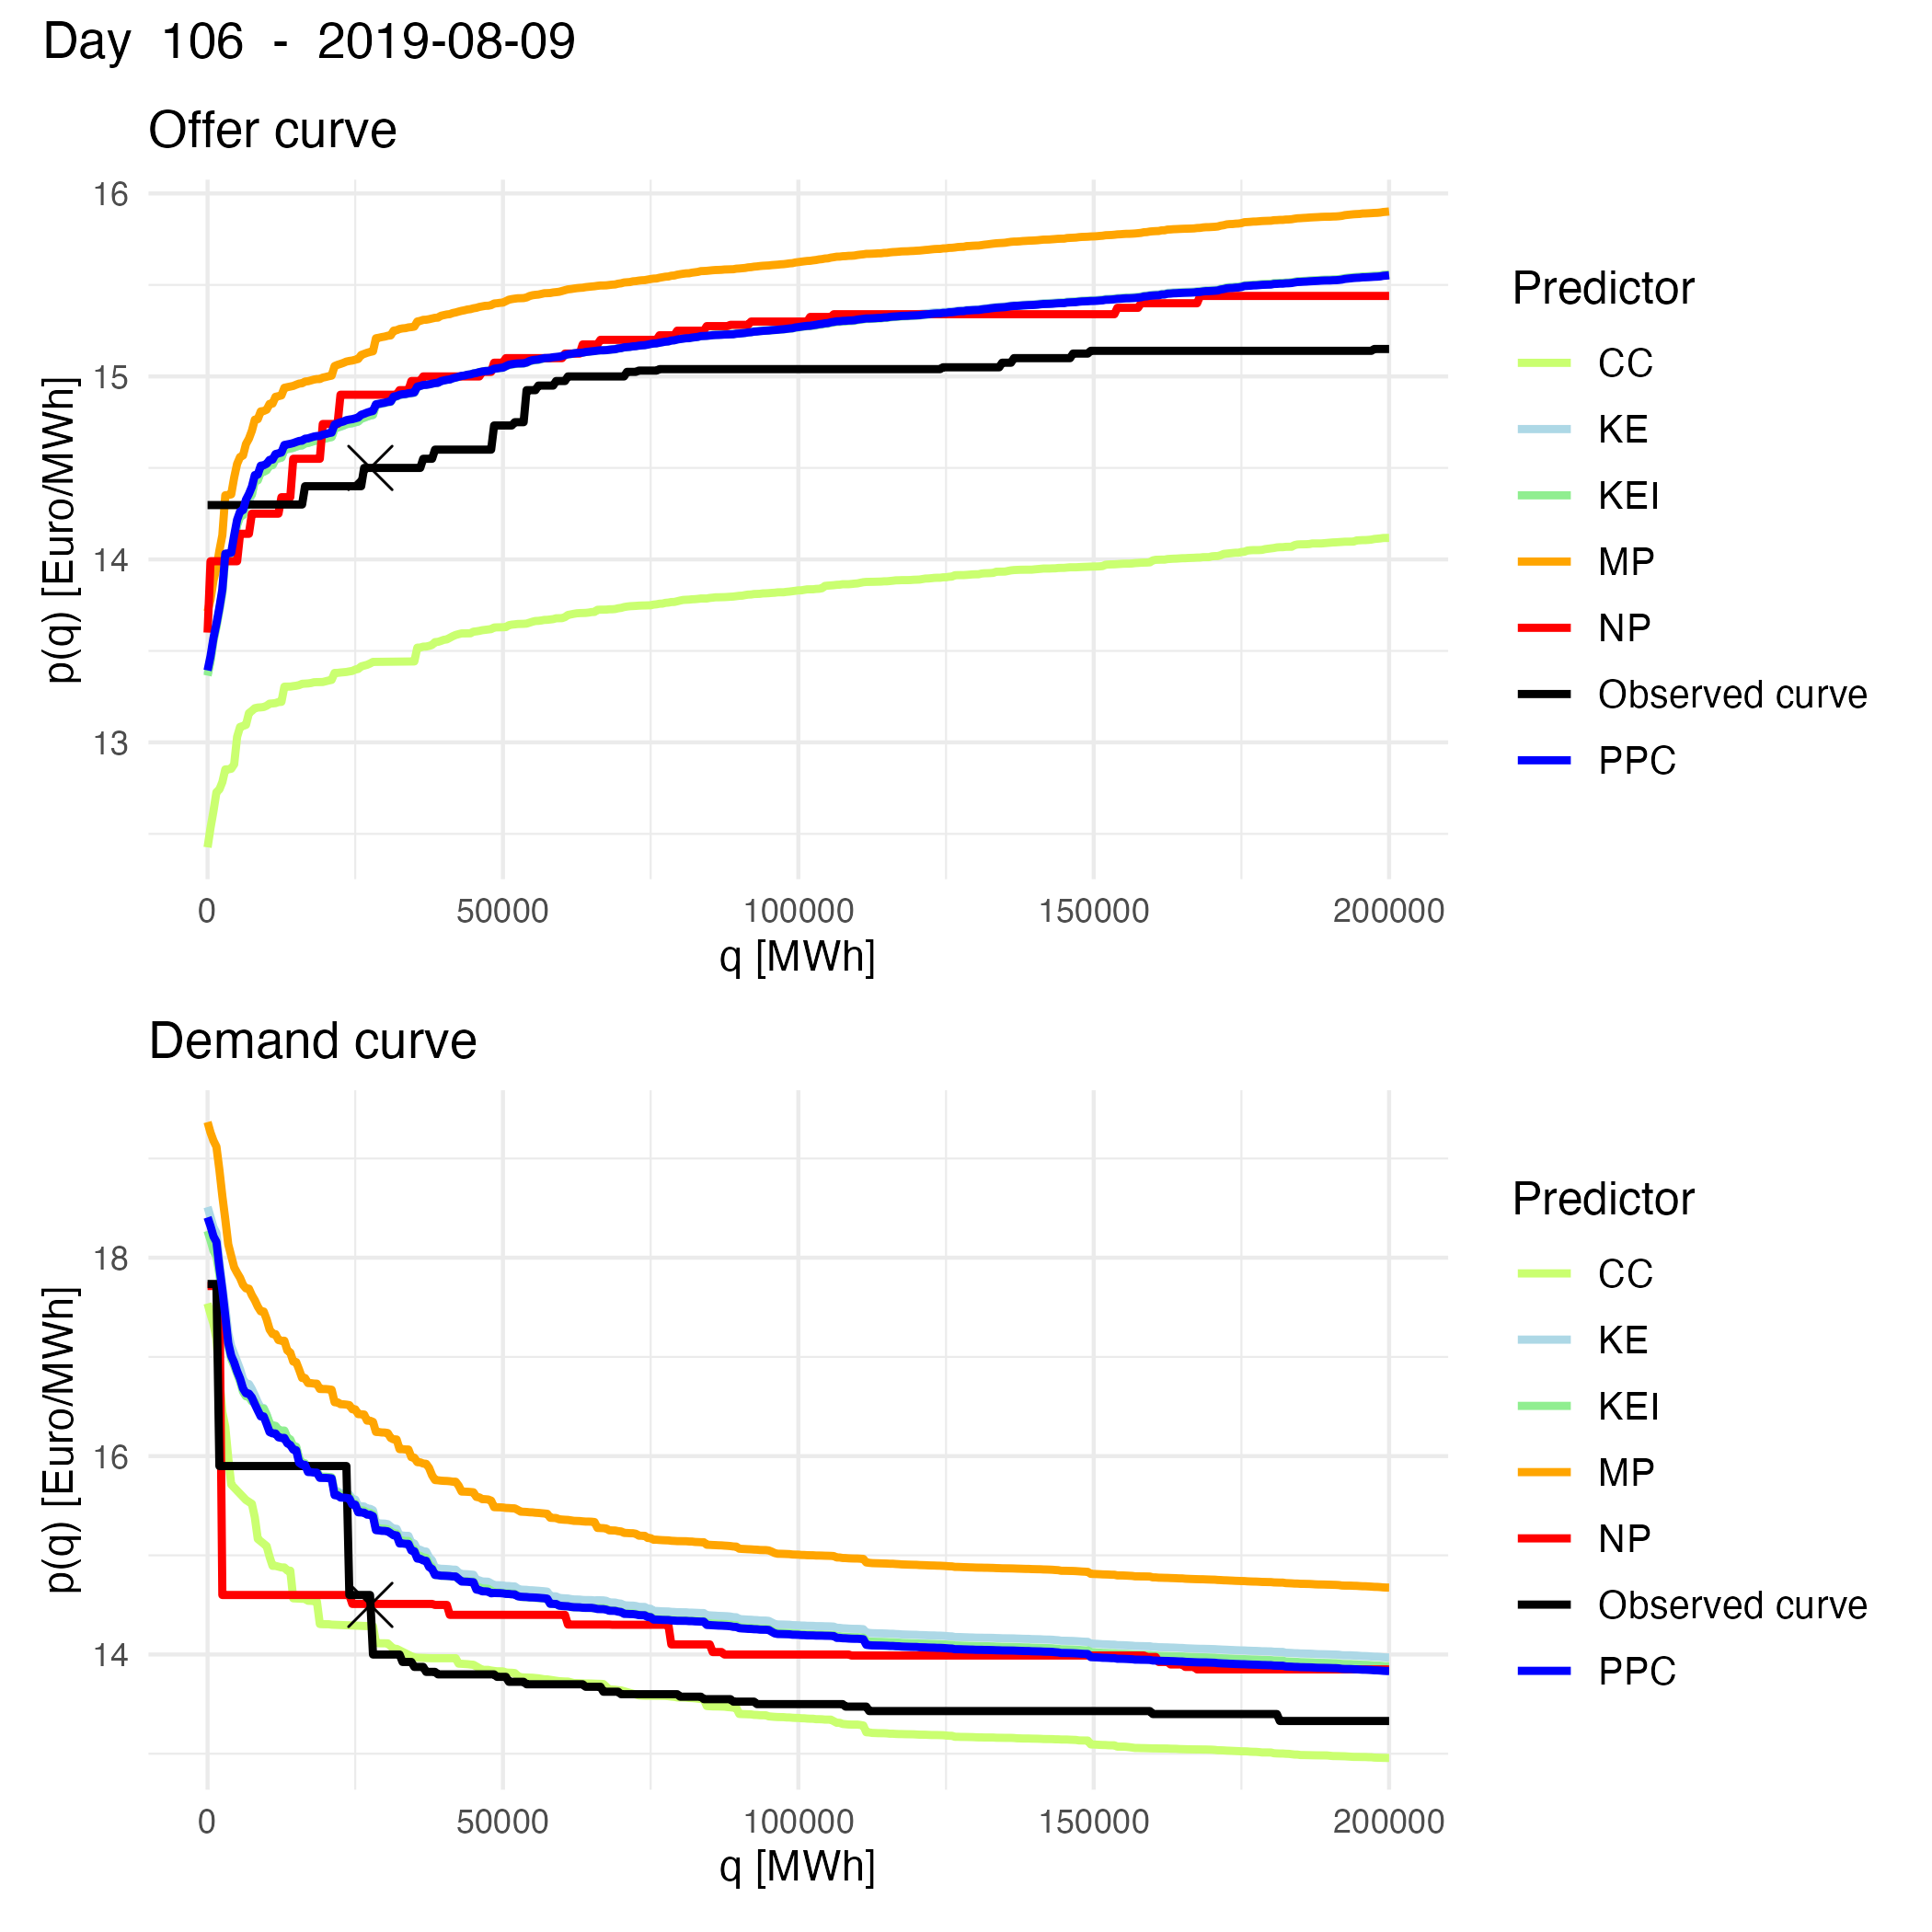 Day 106 - 2019-08-09
Offer curve
16
15
14
13
p(q) [Euro/MWh]
0 50000 100000 150000 200000
q [MWh]
Predictor
CC
KE
KEI
MP
NP
Observed curve
PPC
Demand curve
18
16
14
p(q) [Euro/MWh]
0 50000 100000 150000 200000
q [MWh]
Predictor
CC
KE
KEI
MP
NP
Observed curve
PPC